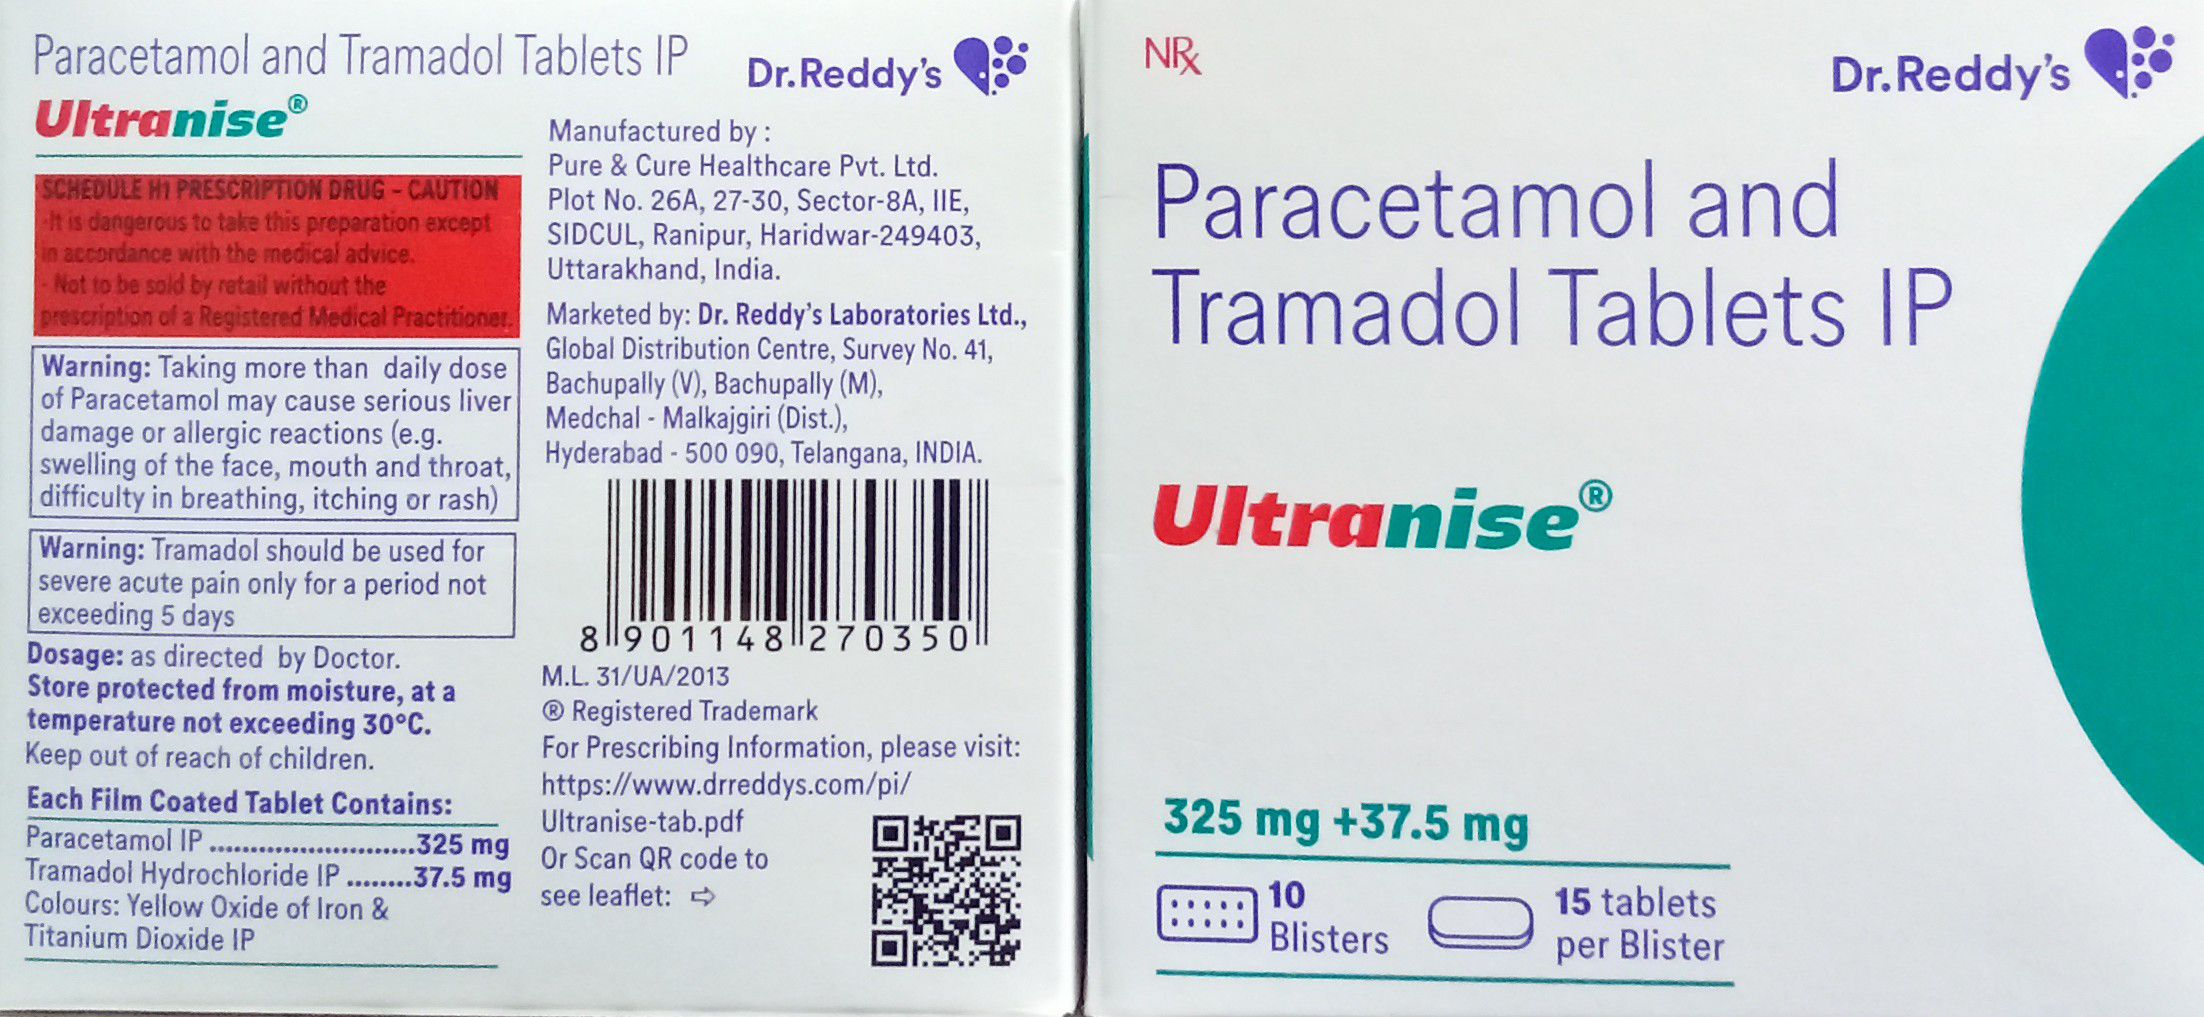 Paracetamol and Tramadol Tablets IP
Ultranise®
SCHEDULE H1 PRESCRIPTION DRUG - CAUTION
-It is dangerous to take this preparation except
in accordance with the medical advice.
- Not to be sold by retail without the
prescription of a Registered Medical Practitioner.
Warning: Taking more than daily dose
of Paracetamol may cause serious liver
damage or allergic reactions (e.g.
swelling of the face, mouth and throat,
difficulty in breathing, itching or rash)
Warning: Tramadol should be used for
severe acute pain only for a period not
exceeding 5 days
Dosage: as directed by Doctor.
Store protected from moisture, at a
temperature not exceeding 30°C.
Keep out of reach of children.
Each Film Coated Tablet Contains:
Paracetamol IP .........................325 mg
Tramadol Hydrochloride IP ........37.5 mg
Colours: Yellow Oxide of Iron &
Titanium Dioxide IP
Dr.Reddy's
Manufactured by :
Pure & Cure Healthcare Pvt. Ltd.
Plot No. 26A, 27-30, Sector-8A, IIE,
SIDCUL, Ranipur, Haridwar-249403,
Uttarakhand, India.
Marketed by: Dr. Reddy's Laboratories Ltd.,
Global Distribution Centre, Survey No. 41,
Bachupally (V), Bachupally (M),
Medchal - Malkajgiri (Dist.),
Hyderabad - 500 090, Telangana, INDIA.
8 901148 270350
M.L. 31/UA/2013
® Registered Trademark
For Prescribing Information, please visit:
https://www.drreddys.com/pi/
Ultranise-tab.pdf
Or Scan QR code to
see leaflet: ⇨
NRx
Dr.Reddy's
Paracetamol and
Tramadol Tablets IP
Ultranise®
325 mg +37.5 mg
10
Blisters
15 tablets
per Blister